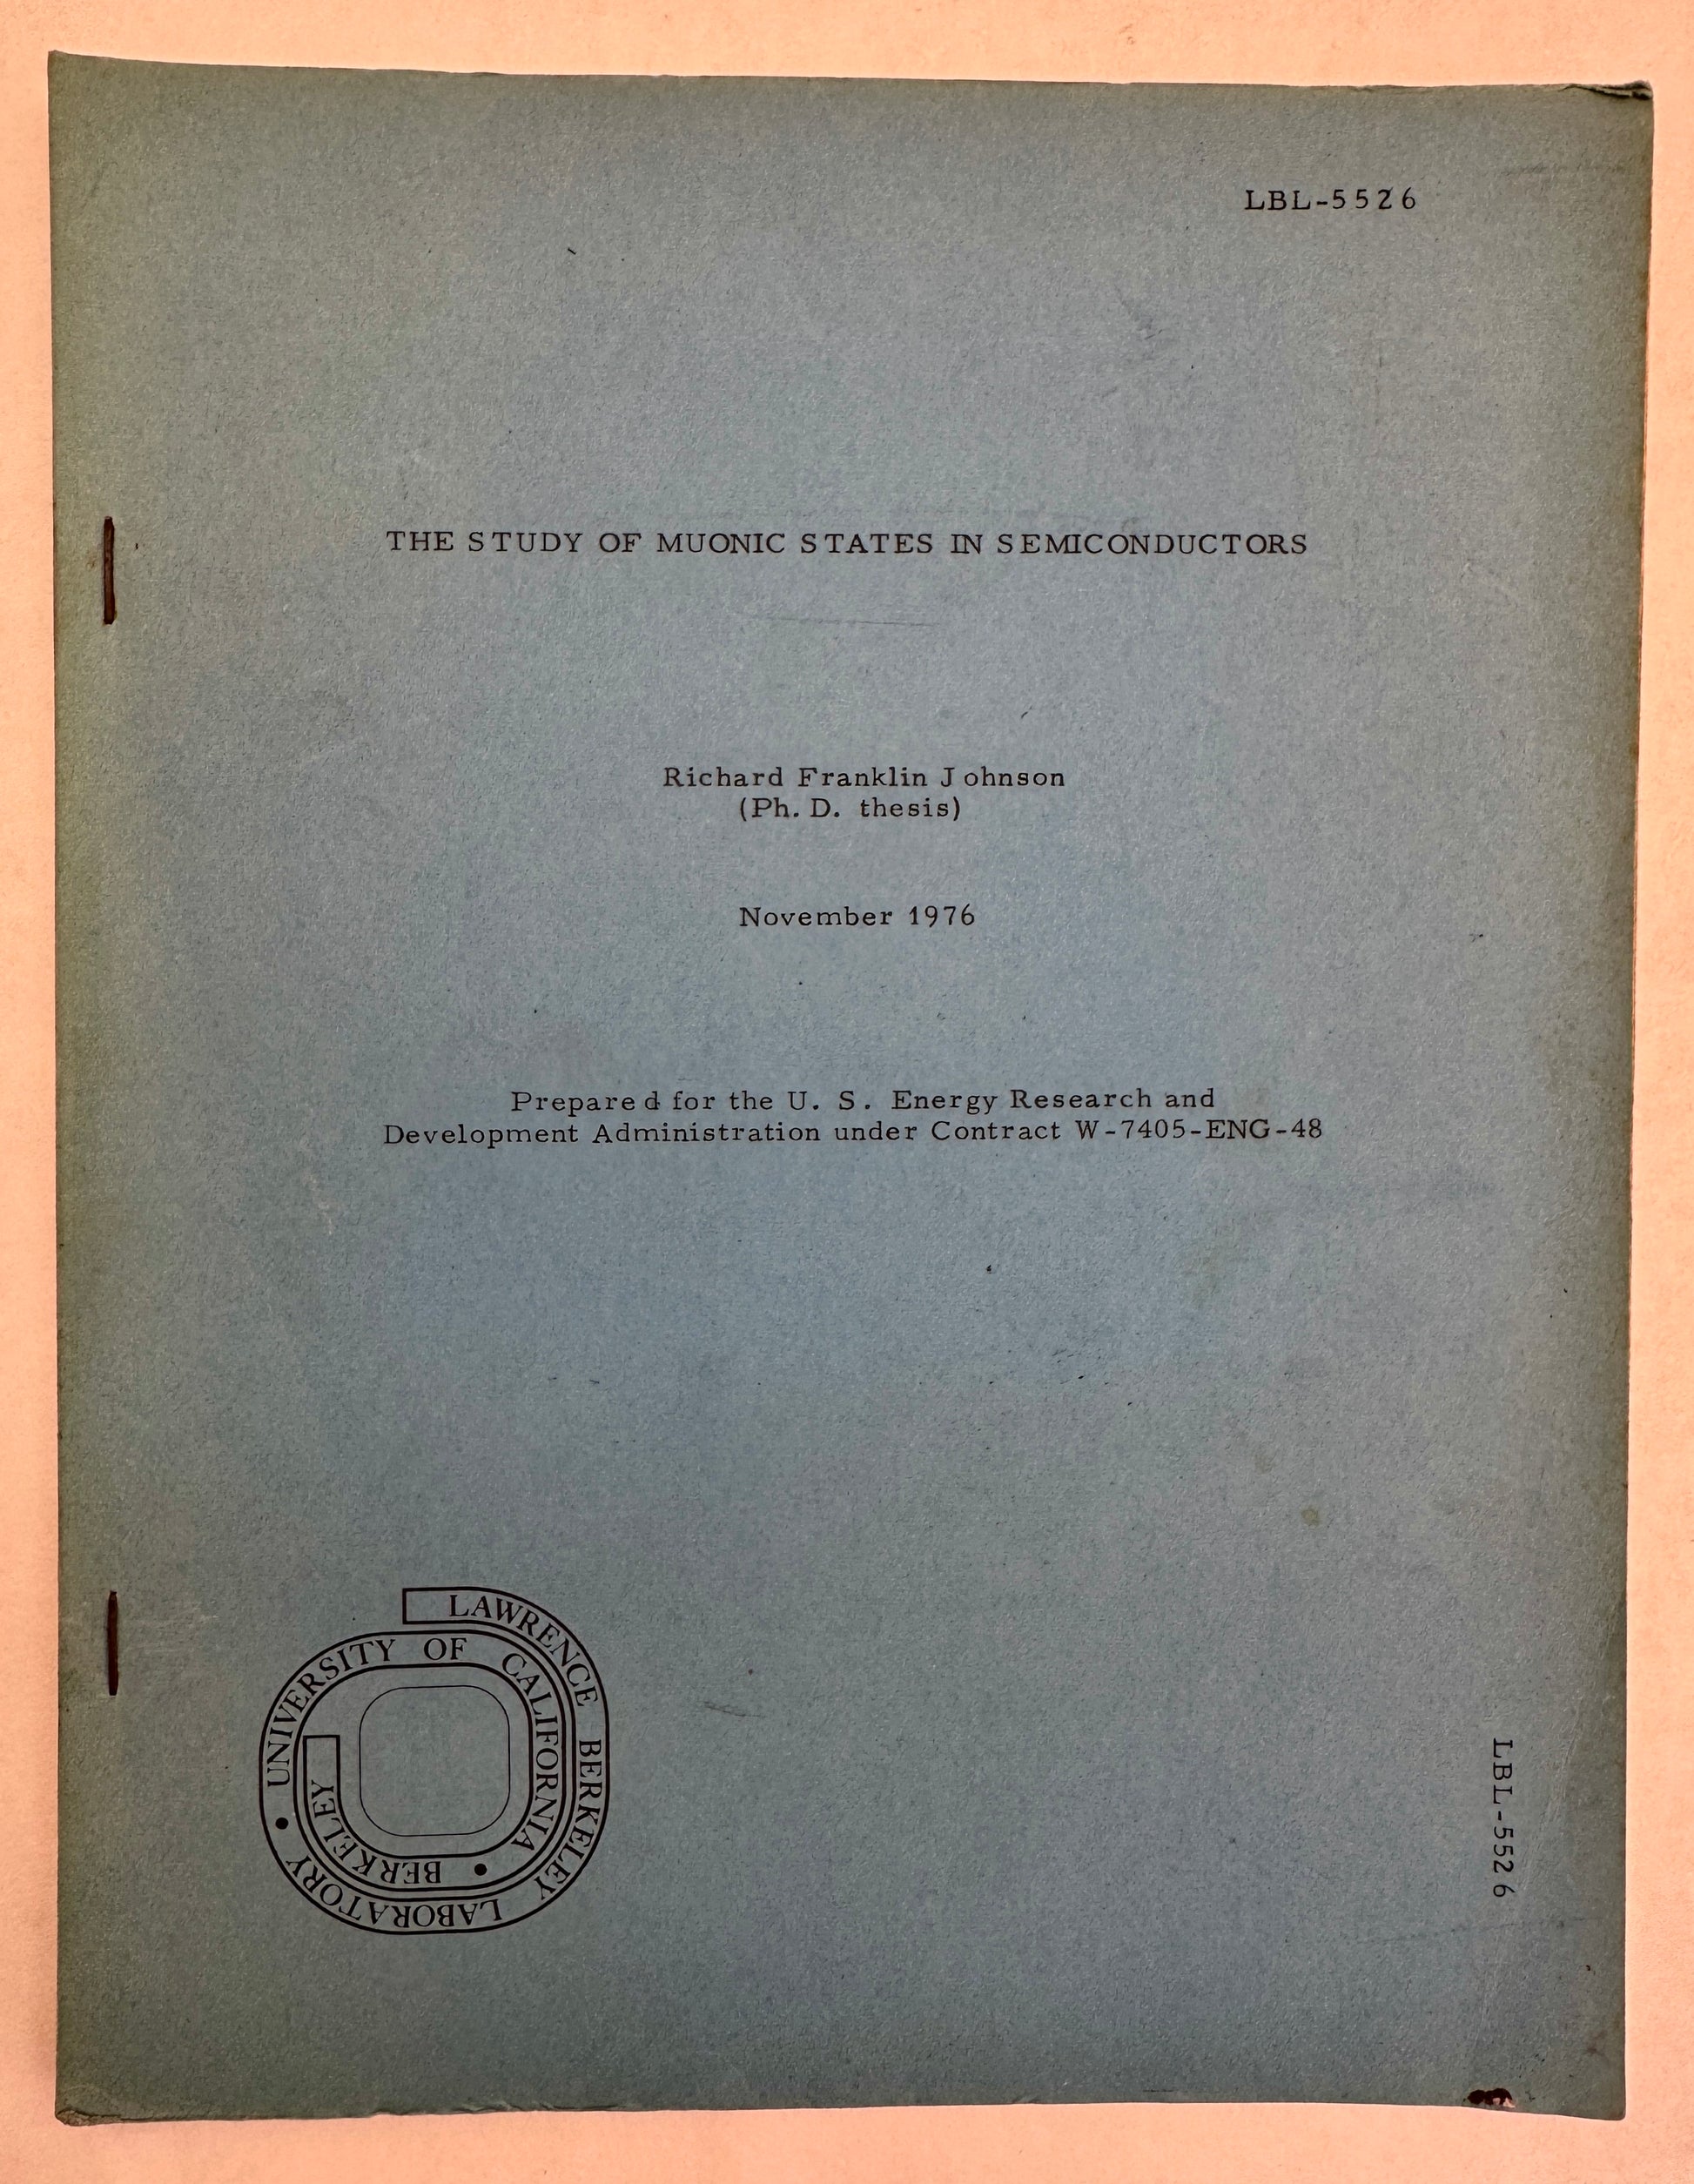 LBL-5526
THE STUDY OF MUONIC STATES IN SEMICONDUCTORS
Richard Franklin Johnson
(Ph. D. thesis)
November 1976
Prepared for the U. S. Energy Research and
Development Administration under Contract W-7405-ENG-48
LAWRENCE BERKELEY LABORATORY • UNIVERSITY OF CALIFORNIA • BERKELEY
LBL-5526